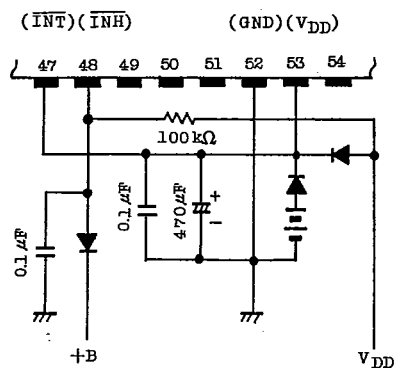 (INT)(INH) (GND)(VDD)
47 48 49 50 51 52 53 54
100kΩ
0.1μF
470μF
+
-
0.1μF
+B
VDD